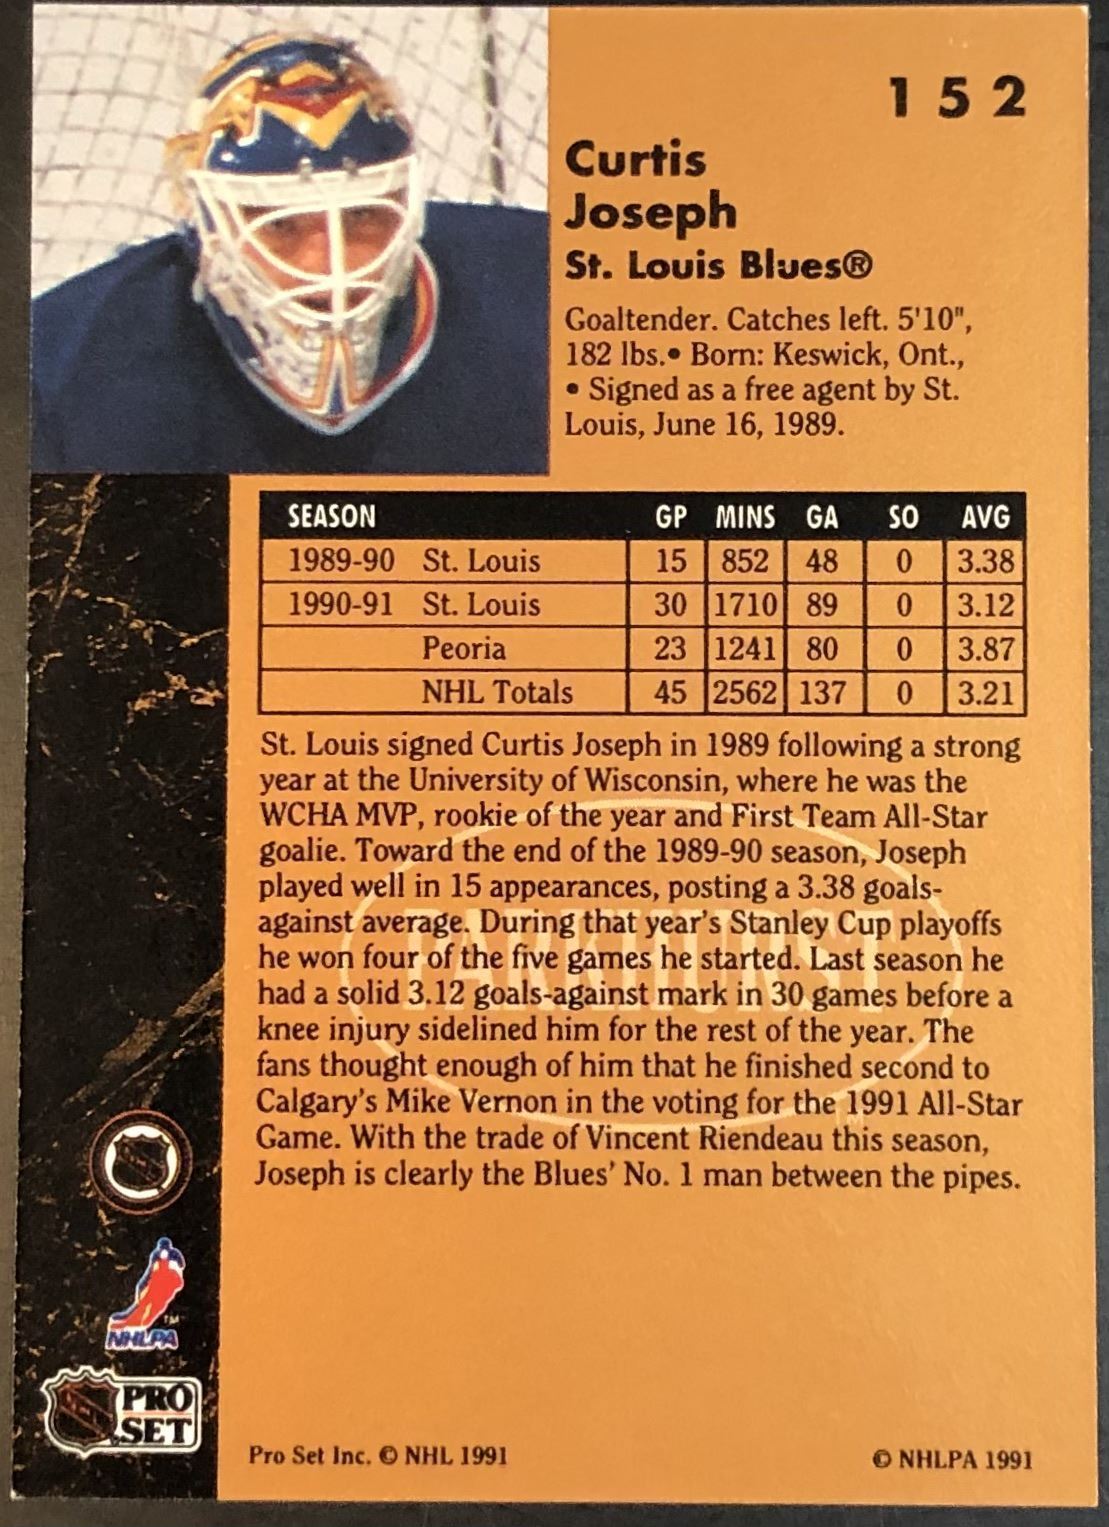 152
Curtis
Joseph
St. Louis Blues®
Goaltender. Catches left. 5'10",
182 lbs.• Born: Keswick, Ont.,
• Signed as a free agent by St.
Louis, June 16, 1989.
SEASON GP MINS GA SO AVG
1989-90 St. Louis 15 852 48 0 3.38
1990-91 St. Louis 30 1710 89 0 3.12
Peoria 23 1241 80 0 3.87
NHL Totals 45 2562 137 0 3.21
St. Louis signed Curtis Joseph in 1989 following a strong
year at the University of Wisconsin, where he was the
WCHA MVP, rookie of the year and First Team All-Star
goalie. Toward the end of the 1989-90 season, Joseph
played well in 15 appearances, posting a 3.38 goals-
against average. During that year's Stanley Cup playoffs
he won four of the five games he started. Last season he
had a solid 3.12 goals-against mark in 30 games before a
knee injury sidelined him for the rest of the year. The
fans thought enough of him that he finished second to
Calgary's Mike Vernon in the voting for the 1991 All-Star
Game. With the trade of Vincent Riendeau this season,
Joseph is clearly the Blues' No. 1 man between the pipes.
PARKHURST
TM
NHLPA
PRO
SET
Pro Set Inc. © NHL 1991
© NHLPA 1991